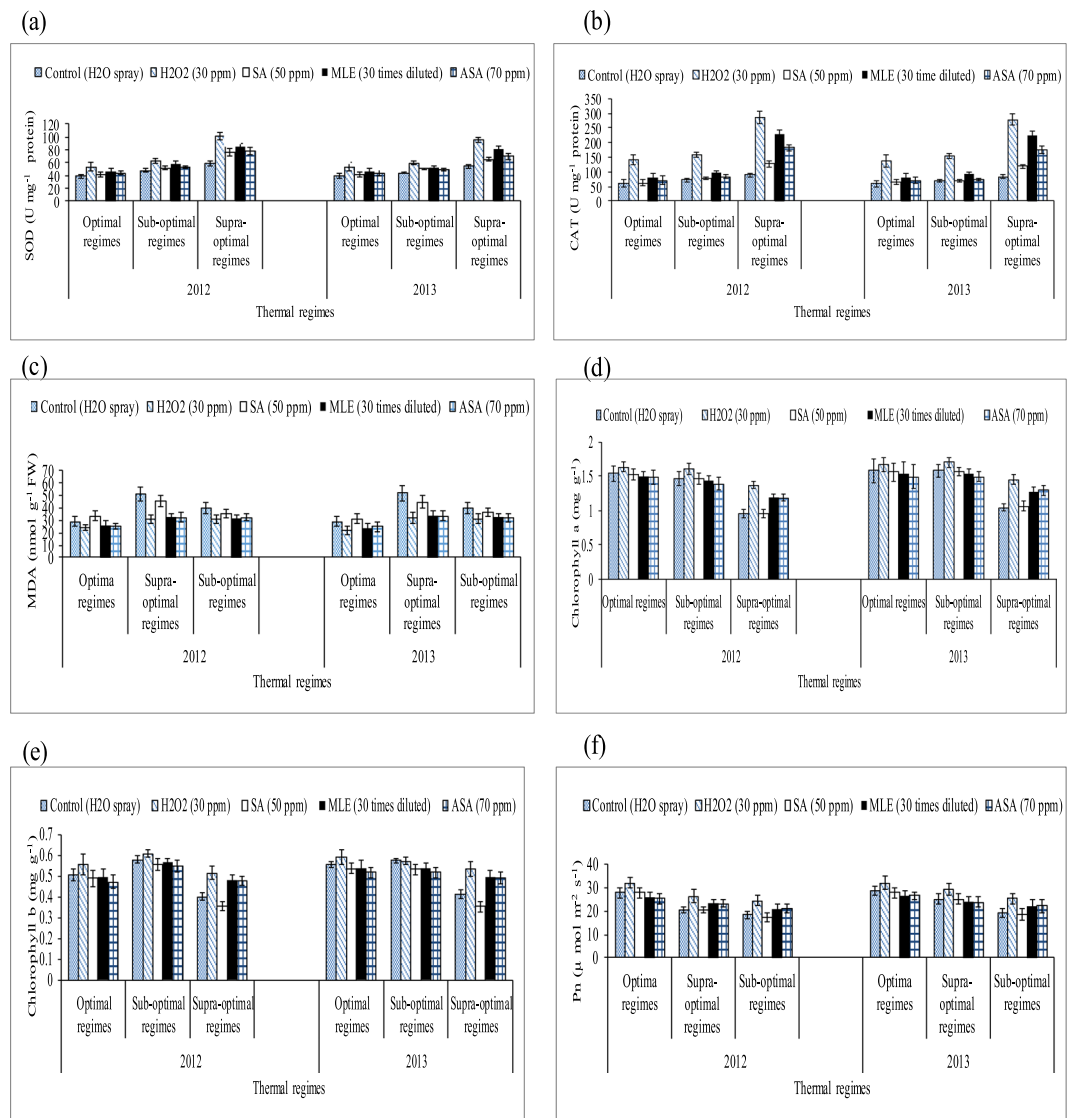 (a)
Control (H2O spray) H2O2 (30 ppm) SA (50 ppm) MLE (30 times diluted) ASA (70 ppm)
SOD (U mg-1 protein)
120
100
80
60
40
20
0
Optimal regimes
Sub-optimal regimes
Supra-optimal regimes
Optimal regimes
Sub-optimal regimes
Supra-optimal regimes
2012 2013
Thermal regimes
(b)
Control (H2O spray) H2O2 (30 ppm) SA (50 ppm) MLE (30 time diluted) ASA (70 ppm)
CAT (U mg-1 protein)
350
300
250
200
150
100
50
0
Optimal regimes
Sub-optimal regimes
Supra-optimal regimes
Optimal regimes
Sub-optimal regimes
Supra-optimal regimes
2012 2013
Thermal regimes
(c)
Control (H2O spray) H2O2 (30 ppm) SA (50 ppm) MLE (30 times diluted) ASA (70 ppm)
MDA (nmol g-1 FW)
70
60
50
40
30
20
10
0
Optima regimes
Supra-optimal regimes
Sub-optimal regimes
Optima regimes
Supra-optimal regimes
Sub-optimal regimes
2012 2013
Thermal regimes
(d)
Control (H2O spray) H2O2 (30 ppm) SA (50 ppm) MLE (30 times diluted) ASA (70 ppm)
Chlorophyll a (mg g-1)
2
1.5
1
0.5
0
Optimal regimes
Sub-optimal regimes
Supra-optimal regimes
Optimal regimes
Sub-optimal regimes
Supra-optimal regimes
2012 2013
Thermal regimes
(e)
Control (H2O spray) H2O2 (30 ppm) SA (50 ppm) MLE (30 times diluted) ASA (70 ppm)
Chlorophyll b (mg g-1)
0.7
0.6
0.5
0.4
0.3
0.2
0.1
0
Optimal regimes
Sub-optimal regimes
Supra-optimal regimes
Optimal regimes
Sub-optimal regimes
Supra-optimal regimes
2012 2013
Thermal regimes
(f)
Control (H2O spray) H2O2 (30 ppm) SA (50 ppm) MLE (30 times diluted) ASA (70 ppm)
Pn (µ mol m-2 s-1)
40
30
20
10
0
Optima regimes
Supra-optimal regimes
Sub-optimal regimes
Optima regimes
Supra-optimal regimes
Sub-optimal regimes
2012 2013
Thermal regimes